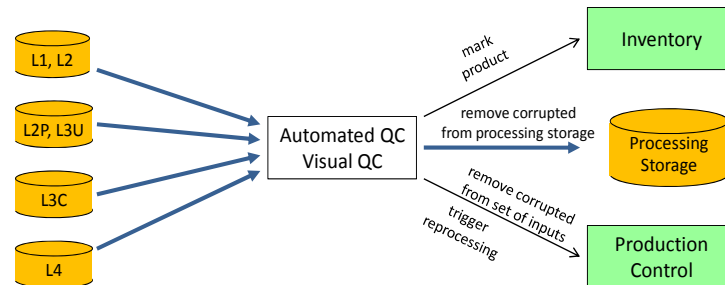 L1, L2
L2P, L3U
L3C
L4
Automated QC
Visual QC
mark
product
remove corrupted
from processing storage
remove corrupted
from set of inputs
trigger
reprocessing
Inventory
Processing
Storage
Production
Control